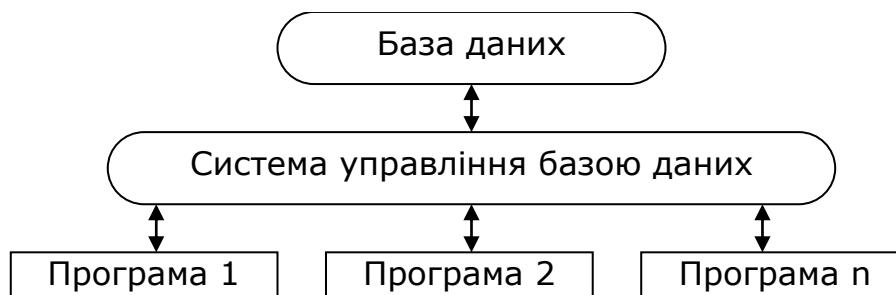 База даних
Система управління базою даних
Програма 1
Програма 2
Програма n